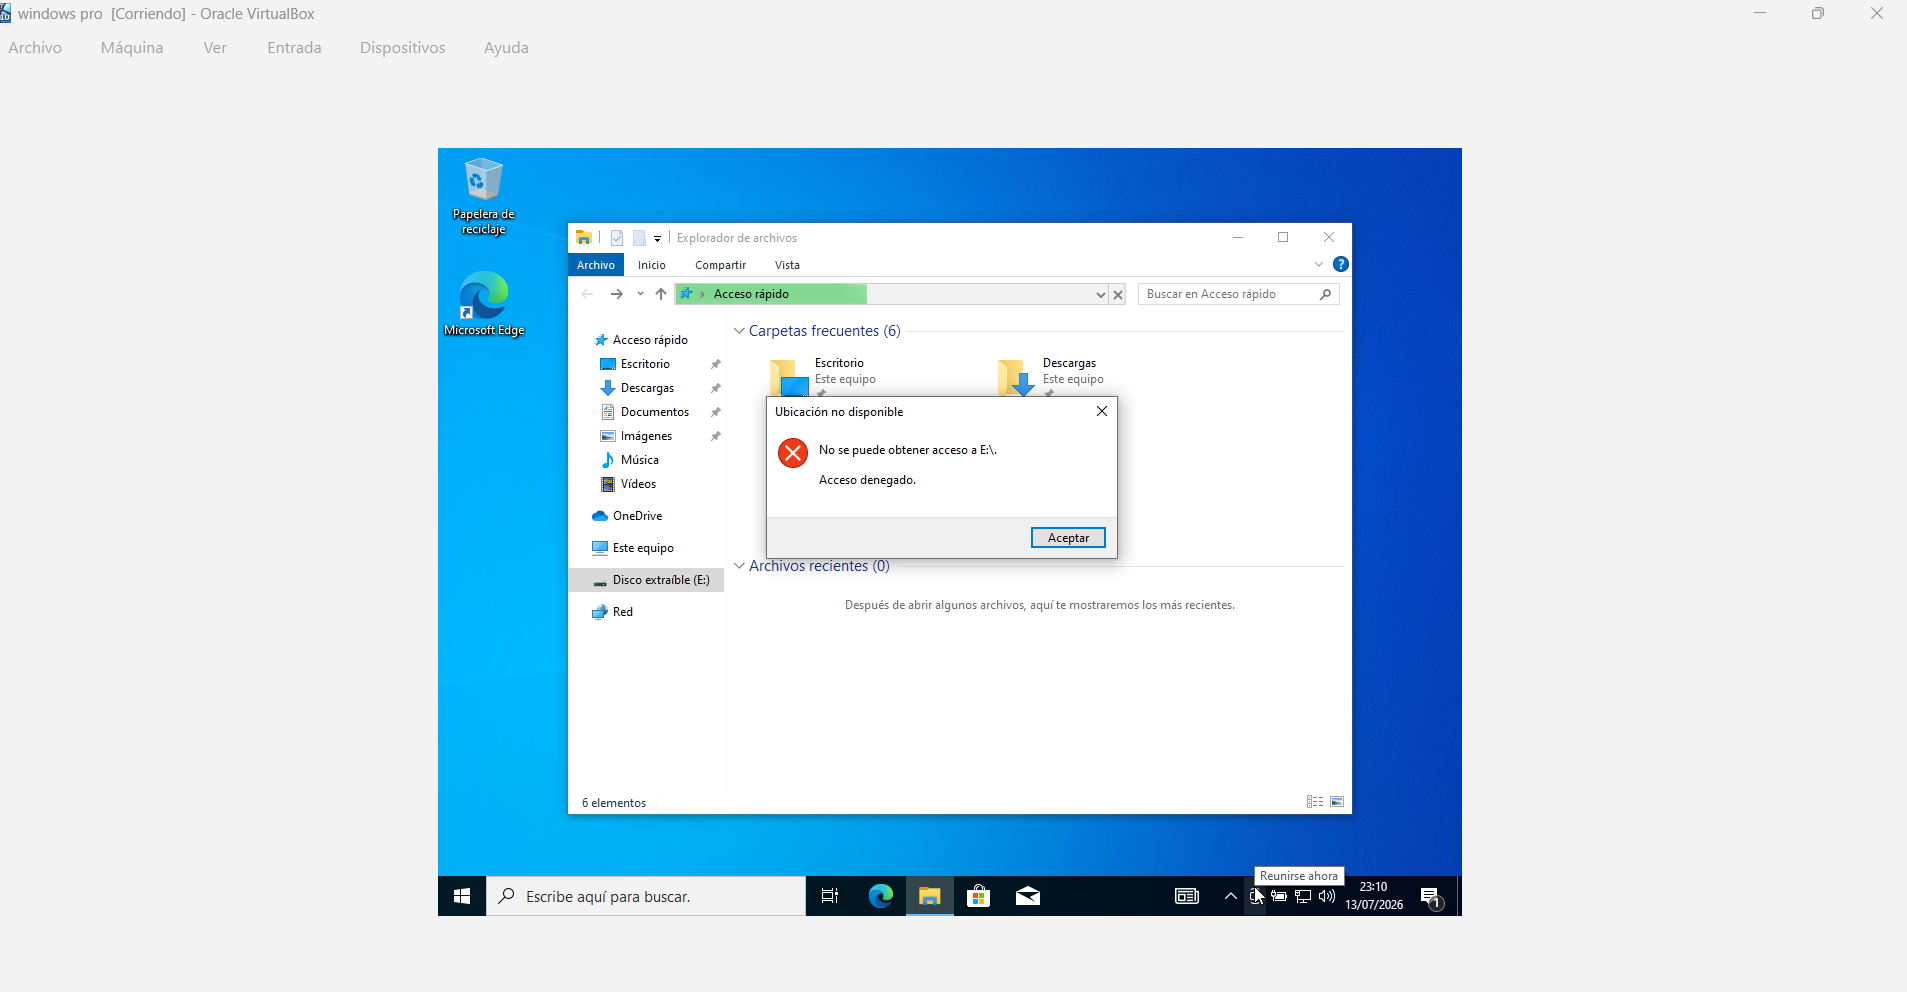 windows pro [Corriendo] - Oracle VirtualBox
Archivo Máquina Ver Entrada Dispositivos Ayuda
Papelera de
reciclaje
Microsoft Edge
Explorador de archivos
Archivo Inicio Compartir Vista
Acceso rápido
Buscar en Acceso rápido
Acceso rápido
Escritorio
Descargas
Documentos
Imágenes
Música
Vídeos
OneDrive
Este equipo
Disco extraíble (E:)
Red
Carpetas frecuentes (6)
Escritorio
Este equipo
Descargas
Este equipo
Ubicación no disponible
No se puede obtener acceso a E:\.
Acceso denegado.
Aceptar
Archivos recientes (0)
Después de abrir algunos archivos, aquí te mostraremos los más recientes.
6 elementos
Reunirse ahora
Escribe aquí para buscar.
23:10
13/07/2026
1